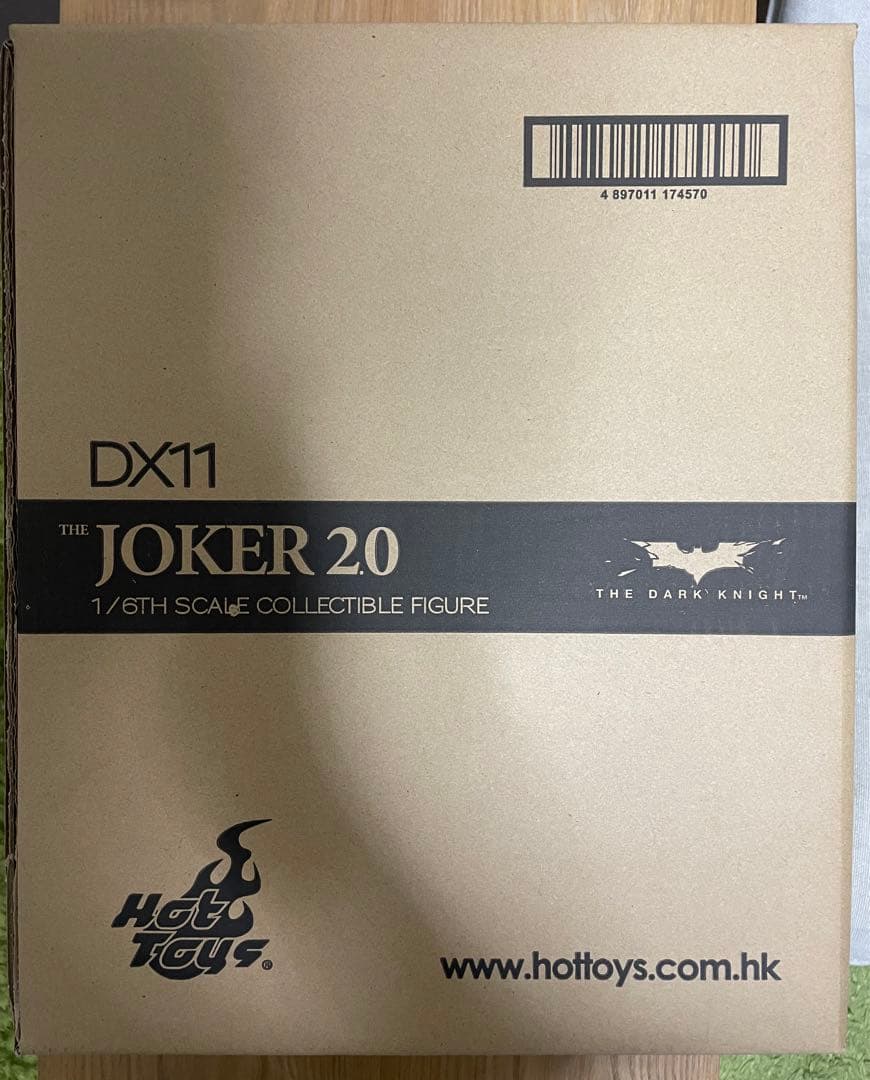 4 897011 174570
DX11
THE JOKER 2.0
1/6TH SCALE COLLECTIBLE FIGURE
THE DARK KNIGHT™
Hot
Toys®
www.hottoys.com.hk